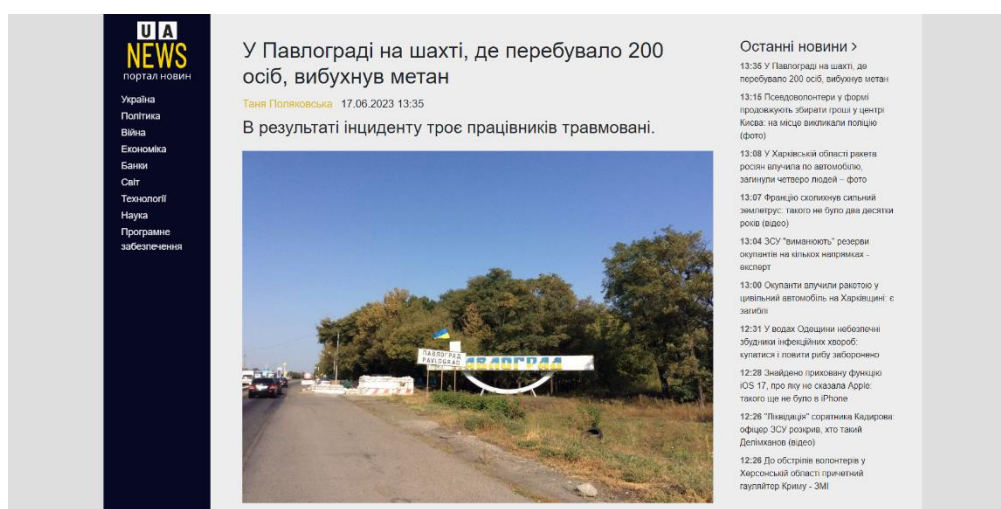 UA
NEWS
портал новин
Україна
Політика
Війна
Економіка
Банки
Світ
Технології
Наука
Програмне
забезпечення
У Павлограді на шахті, де перебувало 200
осіб, вибухнув метан
Таня Поляковська 17.06.2023 13:35
В результаті інциденту троє працівників травмовані.
ПАВЛОГРАД
PAVLOGRAD
ПАВЛОГРАД
Останні новини >
13:35 У Павлограді на шахті, де
перебувало 200 осіб, вибухнув метан
13:15 Псевдоволонтери у формі
продовжують збирати гроші у центрі
Києва: на місце викликали поліцію
(фото)
13:08 У Харківській області ракета
росіян влучила по автомобілю,
загинули четверо людей – фото
13:07 Францію сколихнув сильний
землетрус: такого не було два десятки
років (відео)
13:04 ЗСУ "виманюють" резерви
окупантів на кількох напрямках -
експерт
13:00 Окупанти влучили ракетою у
цивільний автомобіль на Харківщині: є
загиблі
12:31 У водах Одещини небезпечні
збудники інфекційних хвороб:
купатися і ловити рибу заборонено
12:28 Знайдено приховану функцію
iOS 17, про яку не сказала Apple:
такого ще не було в iPhone
12:26 "Ліквідація" соратника Кадирова:
офіцер ЗСУ розкрив, хто такий
Делімханов (відео)
12:26 До обстрілів волонтерів у
Херсонській області причетний
гауляйтер Криму - ЗМІ